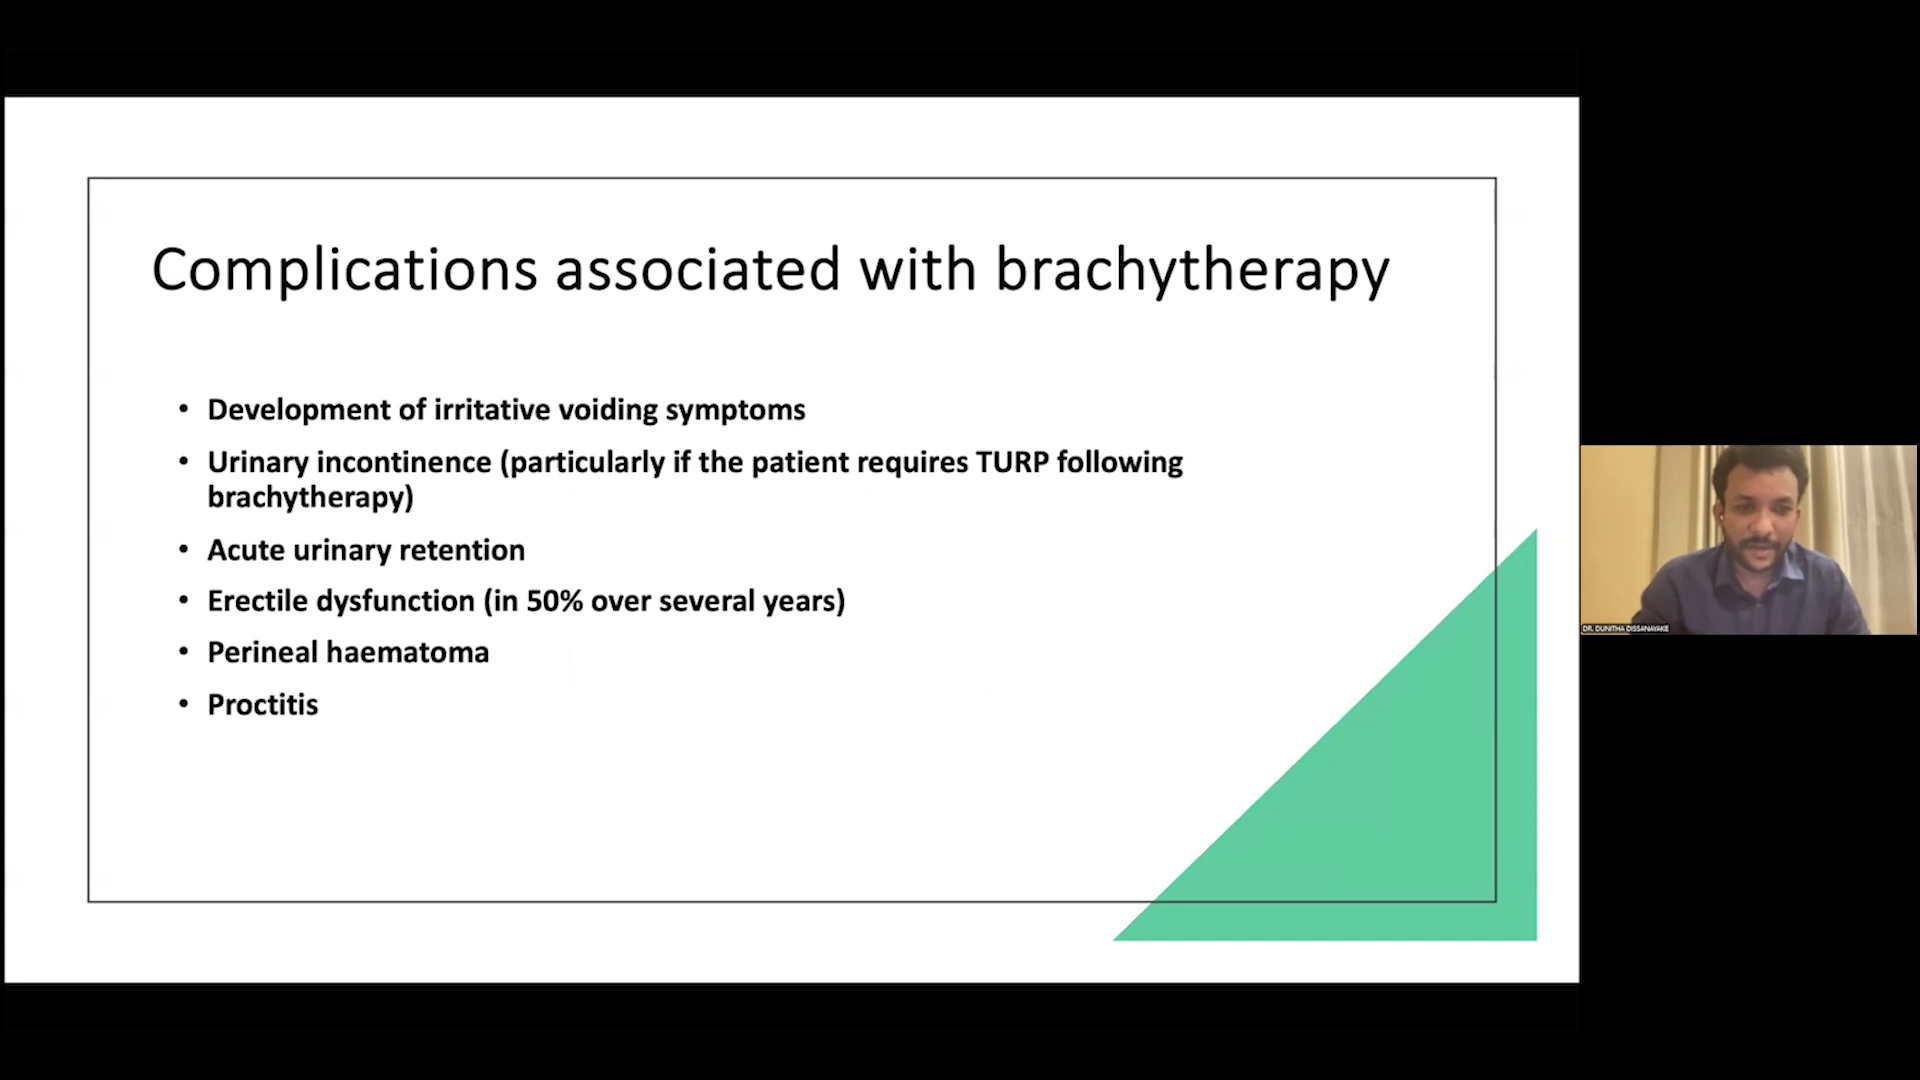 Complications associated with brachytherapy
• Development of irritative voiding symptoms
• Urinary incontinence (particularly if the patient requires TURP following
brachytherapy)
• Acute urinary retention
• Erectile dysfunction (in 50% over several years)
• Perineal haematoma
• Proctitis
DR. DUNITHA DISSANAYAKE